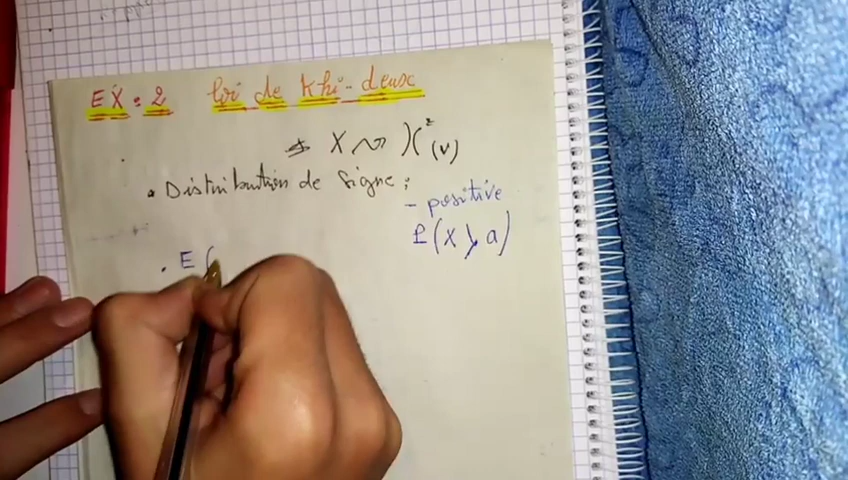 EX : 2 loi de Khi-deux
X ~> χ² (ν)
• Distribution de signe :
- positive
P(X > a)
• E(